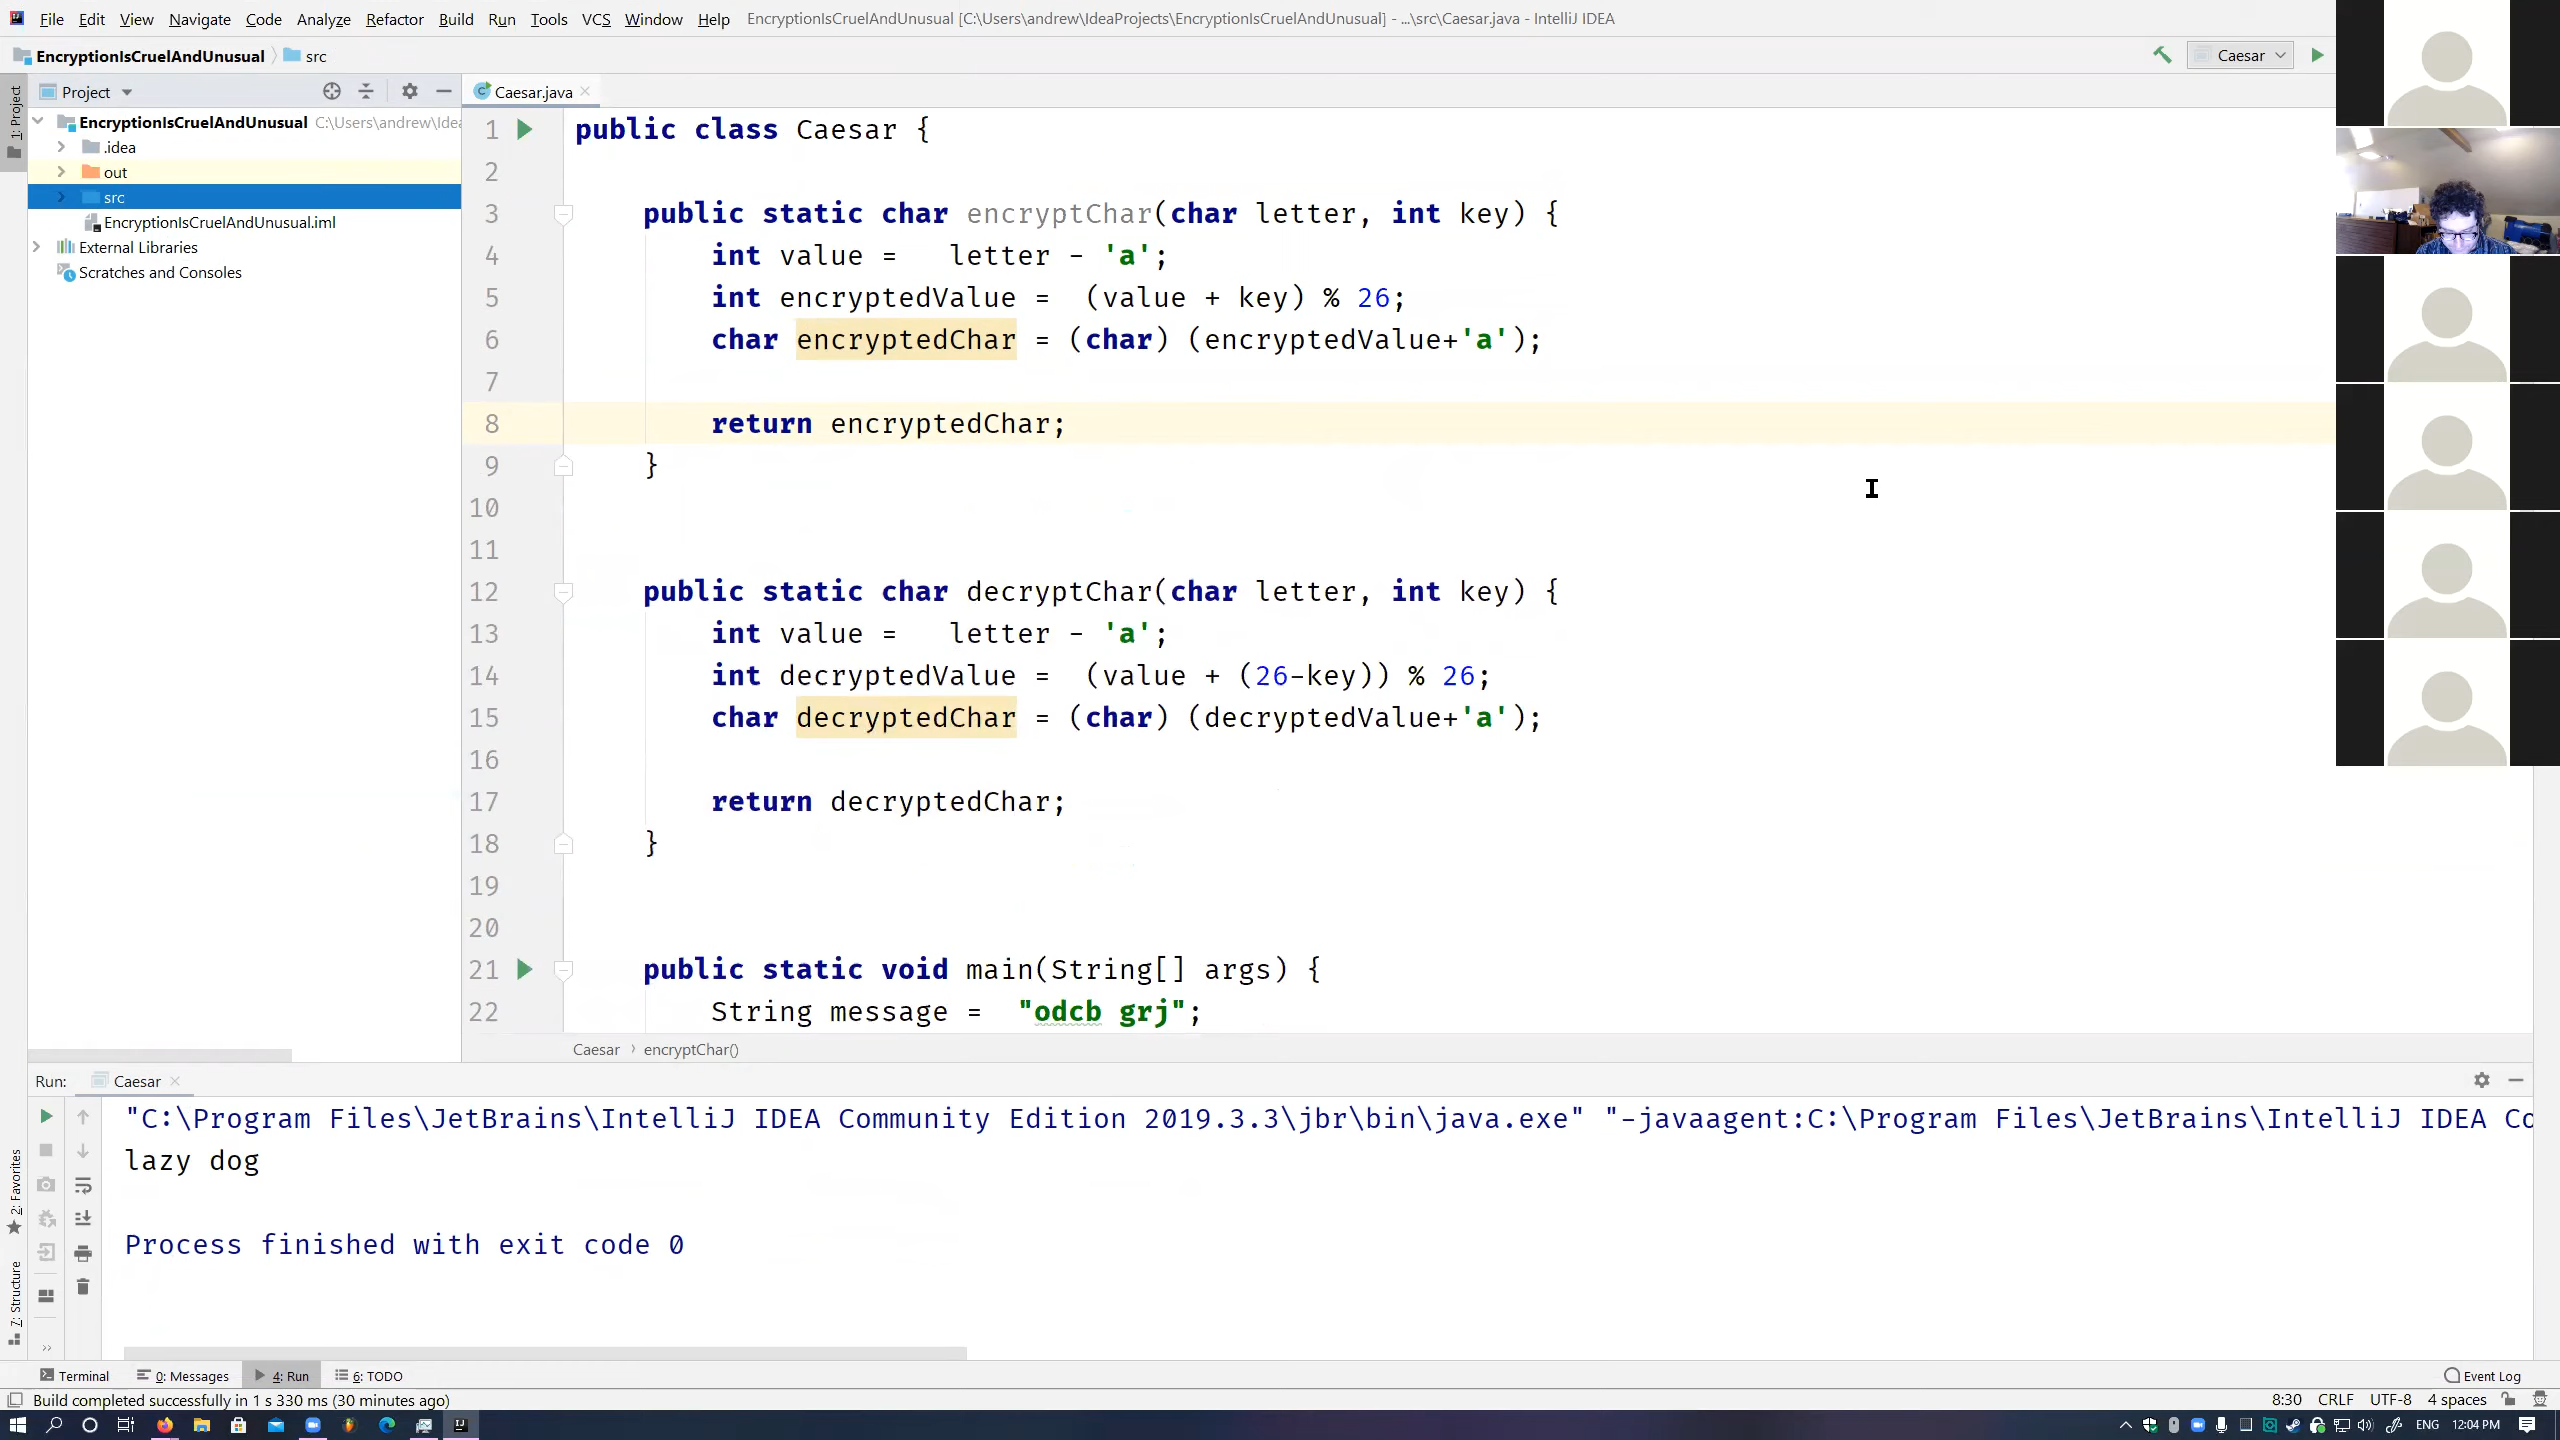 File Edit View Navigate Code Analyze Refactor Build Run Tools VCS Window Help EncryptionIsCruelAndUnusual [C:\Users\andrew\IdeaProjects\EncryptionIsCruelAndUnusual] - ...\src\Caesar.java - IntelliJ IDEA
EncryptionIsCruelAndUnusual src Caesar
1: Project
Project
Caesar.java
EncryptionIsCruelAndUnusual C:\Users\andrew\Idea
.idea
out
src
EncryptionIsCruelAndUnusual.iml
External Libraries
Scratches and Consoles
1 public class Caesar {
2
3 public static char encryptChar(char letter, int key) {
4 int value = letter - 'a';
5 int encryptedValue = (value + key) % 26;
6 char encryptedChar = (char) (encryptedValue+'a');
7
8 return encryptedChar;
9 }
10
11
12 public static char decryptChar(char letter, int key) {
13 int value = letter - 'a';
14 int decryptedValue = (value + (26-key)) % 26;
15 char decryptedChar = (char) (decryptedValue+'a');
16
17 return decryptedChar;
18 }
19
20
21 public static void main(String[] args) {
22 String message = "odcb grj";
Caesar encryptChar()
Run: Caesar
"C:\Program Files\JetBrains\IntelliJ IDEA Community Edition 2019.3.3\jbr\bin\java.exe" "-javaagent:C:\Program Files\JetBrains\IntelliJ IDEA Co
lazy dog
Process finished with exit code 0
2: Favorites
7: Structure
Terminal 0: Messages 4: Run 6: TODO Event Log
Build completed successfully in 1 s 330 ms (30 minutes ago) 8:30 CRLF UTF-8 4 spaces
ENG 12:04 PM